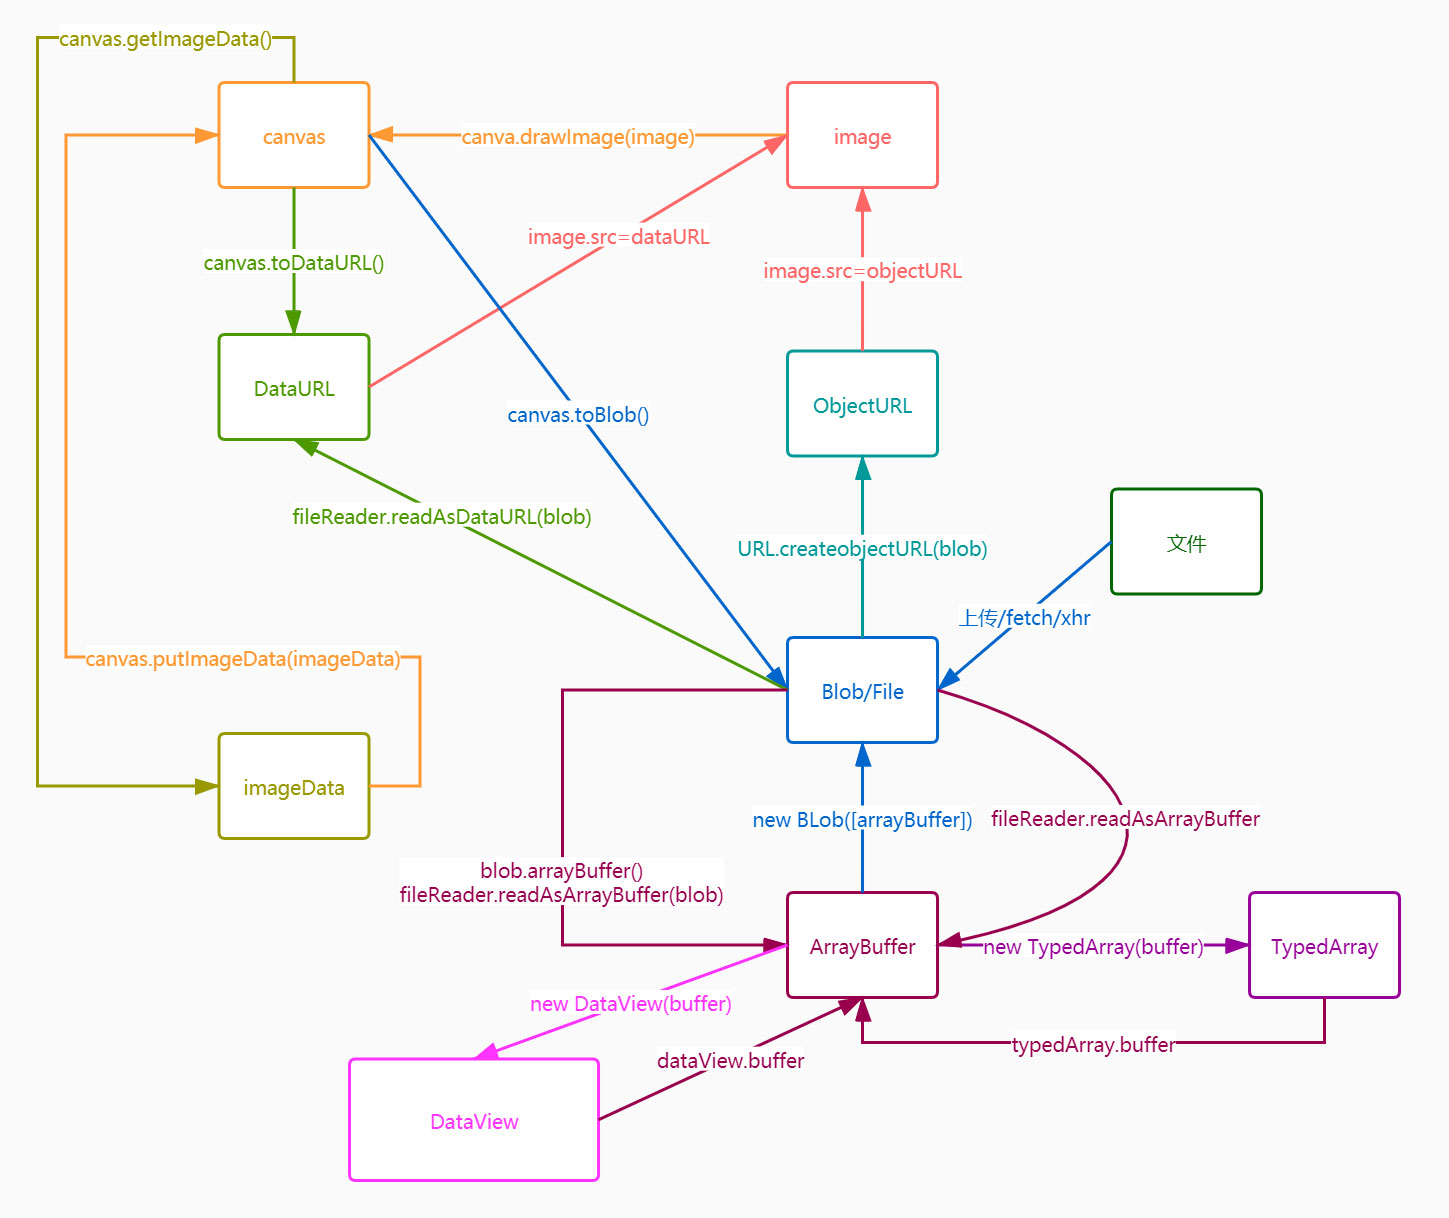 canvas.getImageData()
canvas
canva.drawImage(image)
image
image.src=dataURL
canvas.toDataURL()
image.src=objectURL
DataURL
ObjectURL
canvas.toBlob()
fileReader.readAsDataURL(blob)
URL.createobjectURL(blob)
文件
上传/fetch/xhr
canvas.putImageData(imageData)
Blob/File
imageData
new BLob([arrayBuffer])
fileReader.readAsArrayBuffer
blob.arrayBuffer()
fileReader.readAsArrayBuffer(blob)
ArrayBuffer
new TypedArray(buffer)
TypedArray
new DataView(buffer)
typedArray.buffer
dataView.buffer
DataView